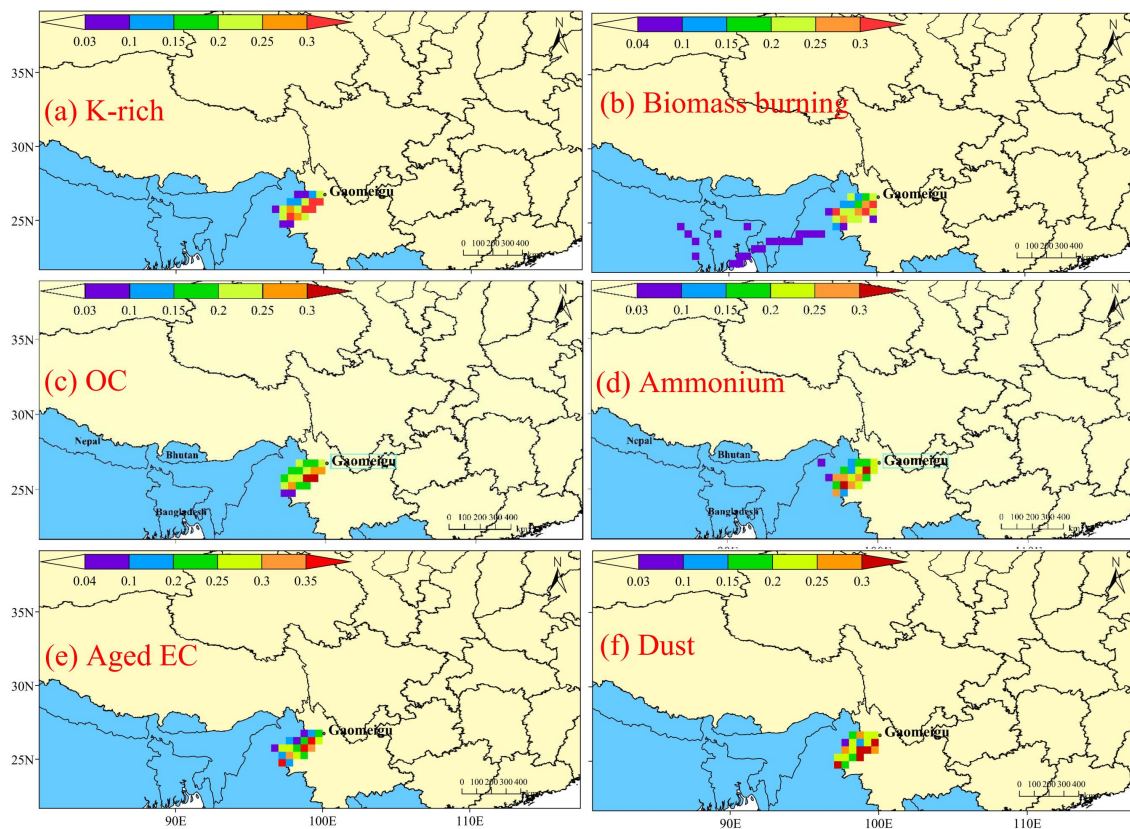 0.03 0.1 0.15 0.2 0.25 0.3
N
35N
(a) K-rich
30N
Gaomeigu
25N
0 100 200 300 400
90E 100E 110E
0.04 0.1 0.15 0.2 0.25 0.3
N
(b) Biomass burning
Gaomeigu
0 100 200 300 400
0.03 0.1 0.15 0.2 0.25 0.3
N
35N
(c) OC
30N
Nepal
Bhutan
Gaomeigu
25N
Bangladesh
0 100 200 300 400
0.03 0.1 0.15 0.2 0.25 0.3
N
(d) Ammonium
Nepal
Bhutan
Gaomeigu
Bangladesh
0 100 200 300 400
0.04 0.1 0.2 0.25 0.3 0.35
N
35N
(e) Aged EC
30N
Gaomeigu
25N
0 100 200 300 400
90E 100E 110E
0.03 0.1 0.15 0.2 0.25 0.3
N
(f) Dust
Gaomeigu
0 100 200 300 400
90E 100E 110E